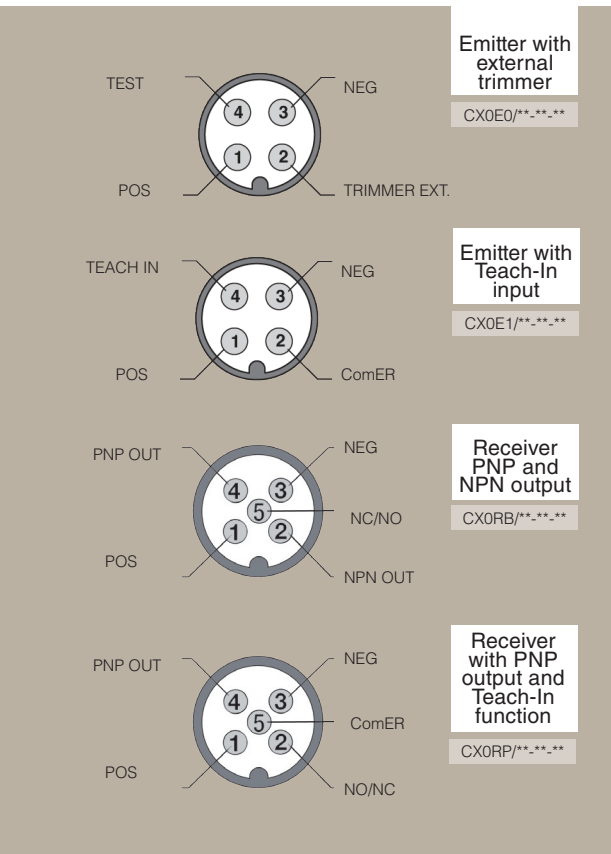 Emitter with
external
trimmer
CX0E0/**-**-**
TEST
NEG
4
3
1
2
POS
TRIMMER EXT.
Emitter with
Teach-In
input
CX0E1/**-**-**
TEACH IN
NEG
4
3
1
2
POS
ComER
Receiver
PNP and
NPN output
CX0RB/**-**-**
PNP OUT
NEG
4
3
5
NC/NO
1
2
POS
NPN OUT
Receiver
with PNP
output and
Teach-In
function
CX0RP/**-**-**
PNP OUT
NEG
4
3
5
ComER
1
2
POS
NO/NC